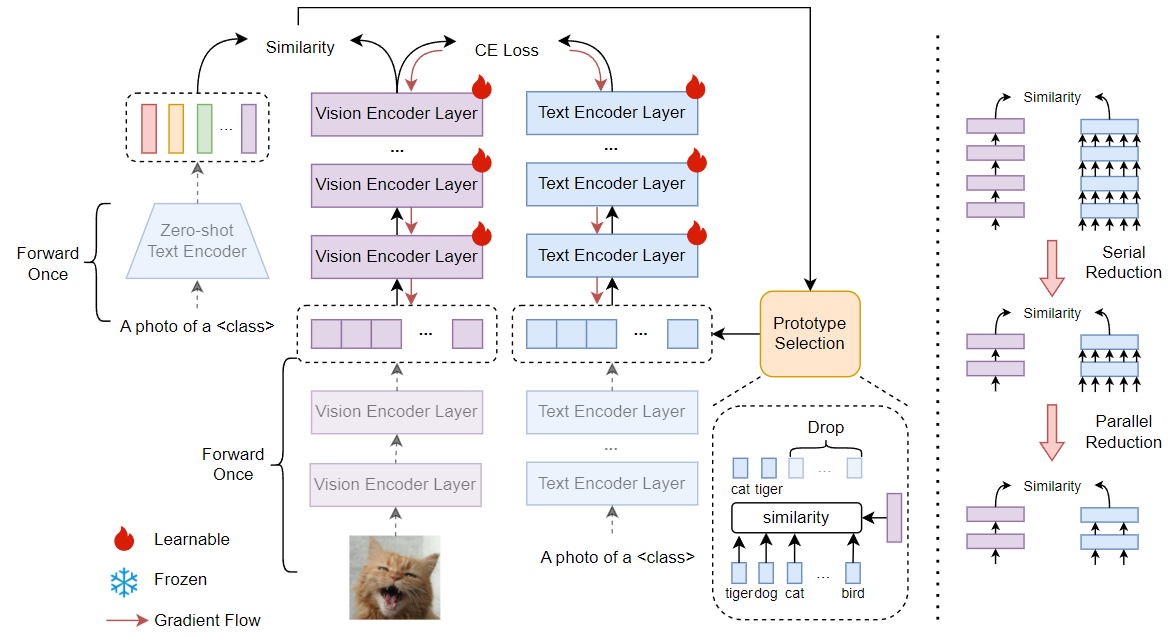 Similarity
CE Loss
Vision Encoder Layer
Text Encoder Layer
...
...
...
Vision Encoder Layer
Text Encoder Layer
Zero-shot
Text Encoder
Vision Encoder Layer
Text Encoder Layer
Forward
Once
A photo of a <class>
...
...
Prototype
Selection
Vision Encoder Layer
Text Encoder Layer
...
Forward
Once
Vision Encoder Layer
Text Encoder Layer
A photo of a <class>
Learnable
Frozen
Gradient Flow
Drop
...
cat tiger
similarity
...
tiger dog cat bird
Similarity
Serial
Reduction
Similarity
Parallel
Reduction
Similarity